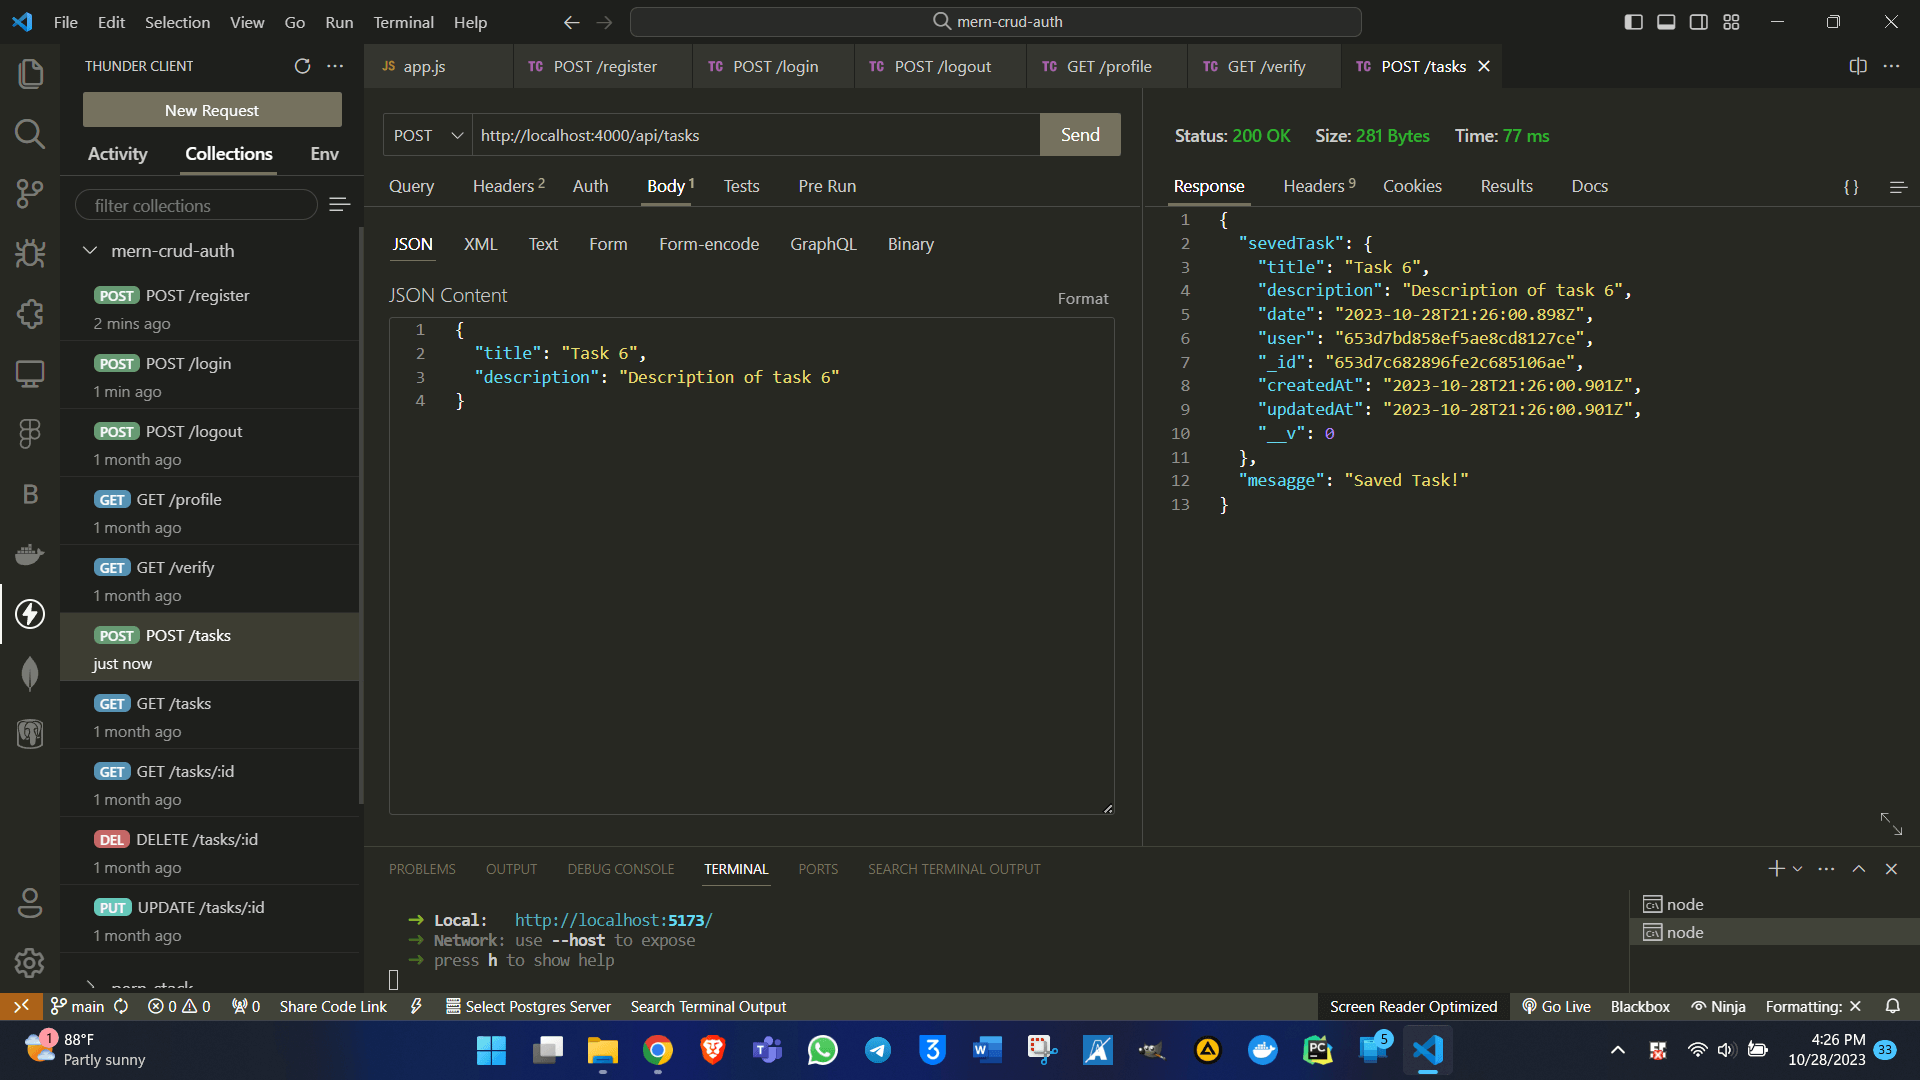 File Edit Selection View Go Run Terminal Help
mern-crud-auth
THUNDER CLIENT
New Request
Activity Collections Env
filter collections
mern-crud-auth
POST POST /register
2 mins ago
POST POST /login
1 min ago
POST POST /logout
1 month ago
GET GET /profile
1 month ago
GET GET /verify
1 month ago
POST POST /tasks
just now
GET GET /tasks
1 month ago
GET GET /tasks/:id
1 month ago
DEL DELETE /tasks/:id
1 month ago
PUT UPDATE /tasks/:id
1 month ago
JS app.js
TC POST /register
TC POST /login
TC POST /logout
TC GET /profile
TC GET /verify
TC POST /tasks
POST http://localhost:4000/api/tasks Send
Query Headers 2 Auth Body 1 Tests Pre Run
JSON XML Text Form Form-encode GraphQL Binary
JSON Content Format
1 {
2 "title": "Task 6",
3 "description": "Description of task 6"
4 }
Status: 200 OK Size: 281 Bytes Time: 77 ms
Response Headers 9 Cookies Results Docs {}
1 {
2 "sevedTask": {
3 "title": "Task 6",
4 "description": "Description of task 6",
5 "date": "2023-10-28T21:26:00.898Z",
6 "user": "653d7bd858ef5ae8cd8127ce",
7 "_id": "653d7c682896fe2c685106ae",
8 "createdAt": "2023-10-28T21:26:00.901Z",
9 "updatedAt": "2023-10-28T21:26:00.901Z",
10 "__v": 0
11 },
12 "mesagge": "Saved Task!"
13 }
PROBLEMS OUTPUT DEBUG CONSOLE TERMINAL PORTS SEARCH TERMINAL OUTPUT
➜ Local: http://localhost:5173/
➜ Network: use --host to expose
➜ press h to show help
node
node
main 0 0 0 Share Code Link Select Postgres Server Search Terminal Output
Screen Reader Optimized Go Live Blackbox Ninja Formatting: ✕
1 88°F
Partly sunny
5
4:26 PM
10/28/2023 33